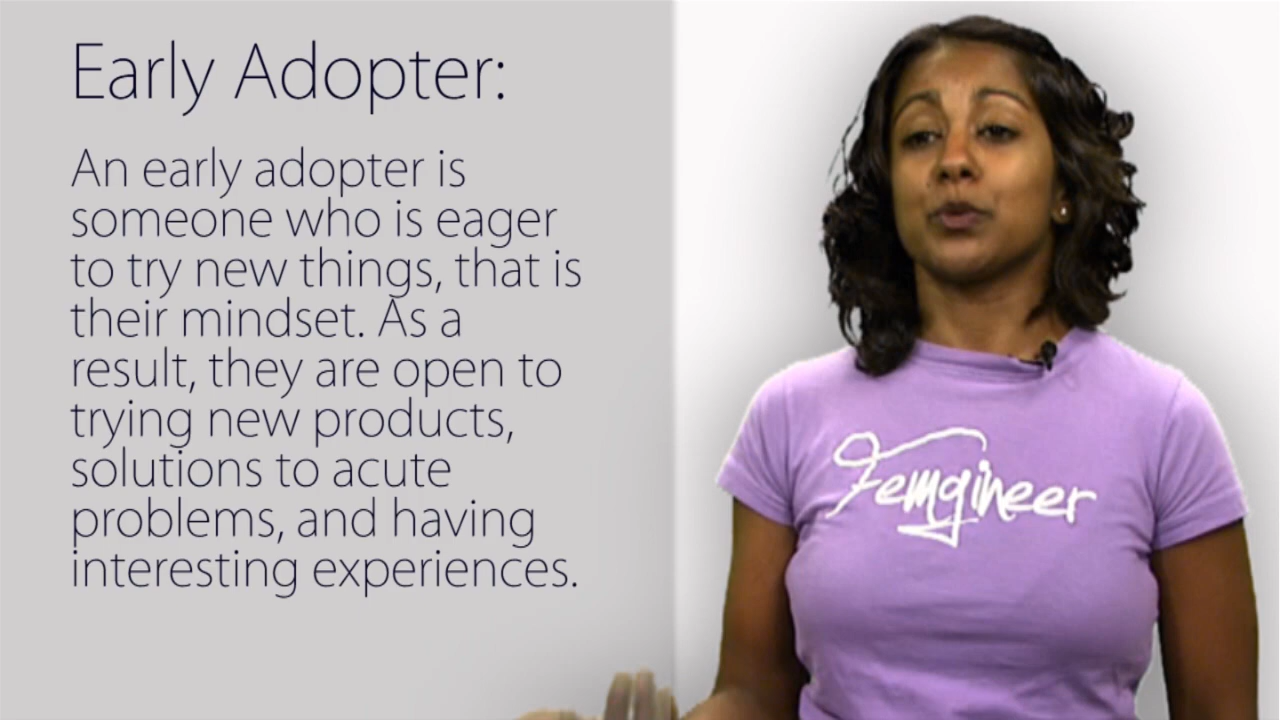 Early Adopter:
An early adopter is
someone who is eager
to try new things, that is
their mindset. As a
result, they are open to
trying new products,
solutions to acute
problems, and having
interesting experiences.
Femgineer